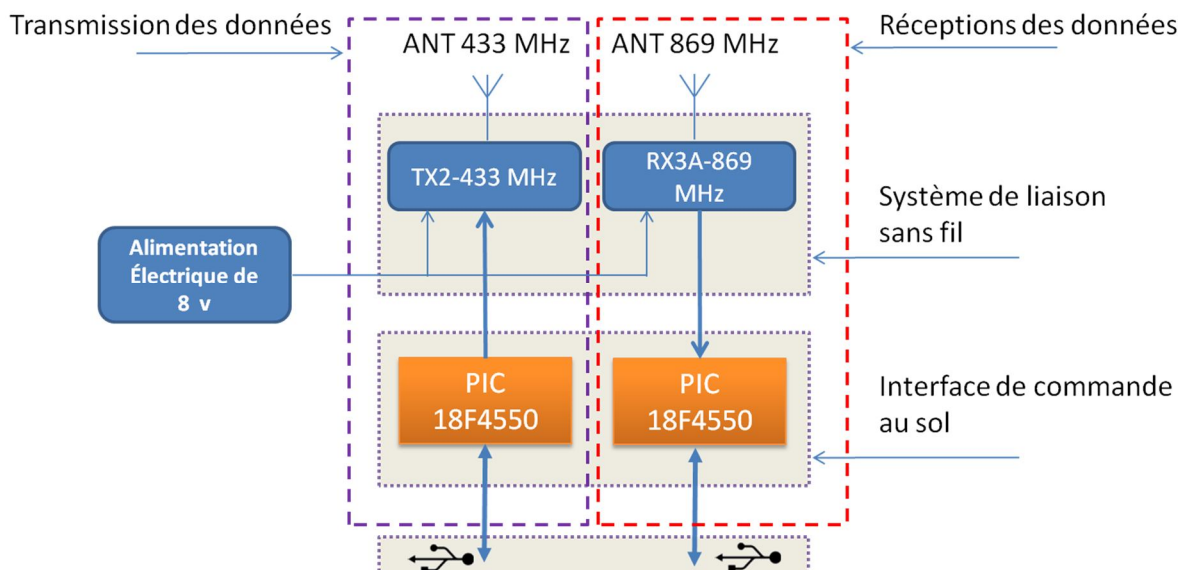 Transmission des données
ANT 433 MHz
ANT 869 MHz
Réceptions des données
TX2-433 MHz
RX3A-869
MHz
Système de liaison
sans fil
Alimentation
Électrique de
8 v
PIC
18F4550
PIC
18F4550
Interface de commande
au sol